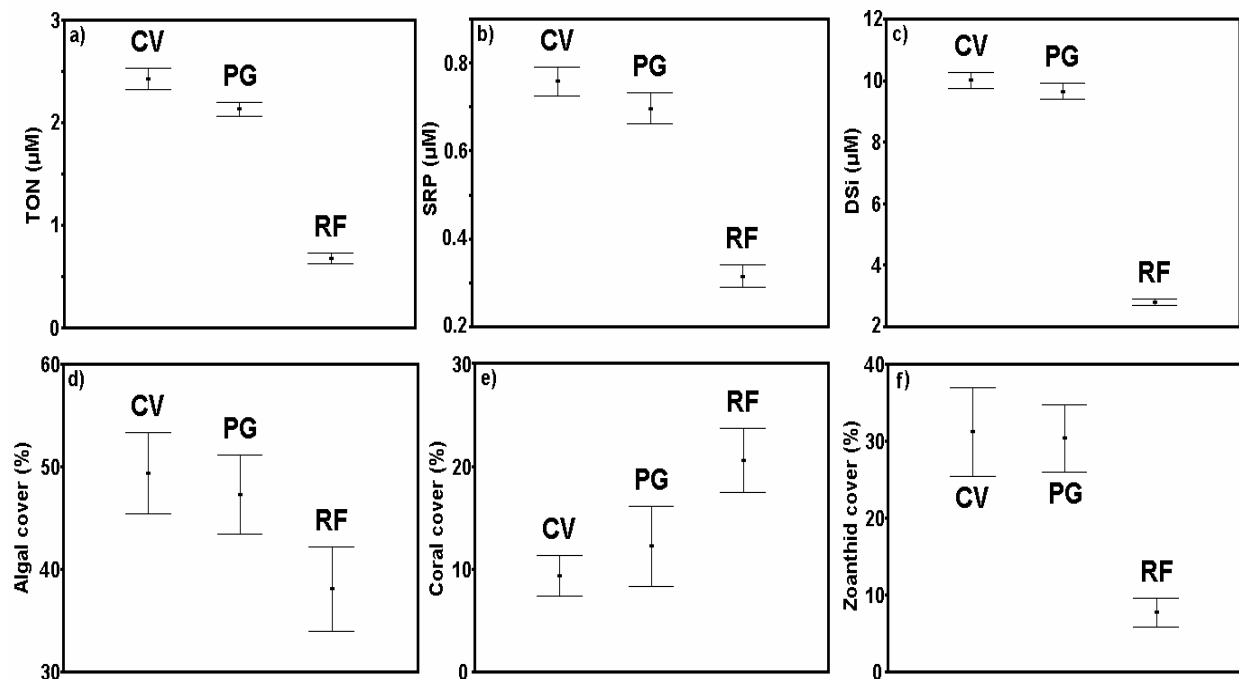 a)
TON (µM)
3
2
1
0
CV
PG
RF
b)
SRP (µM)
0.8
0.6
0.4
0.2
CV
PG
RF
c)
DSi (µM)
12
10
8
6
4
2
CV
PG
RF
d)
Algal cover (%)
60
50
40
30
CV
PG
RF
e)
Coral cover (%)
30
20
10
0
CV
PG
RF
f)
Zoanthid cover (%)
40
30
20
10
0
CV
PG
RF